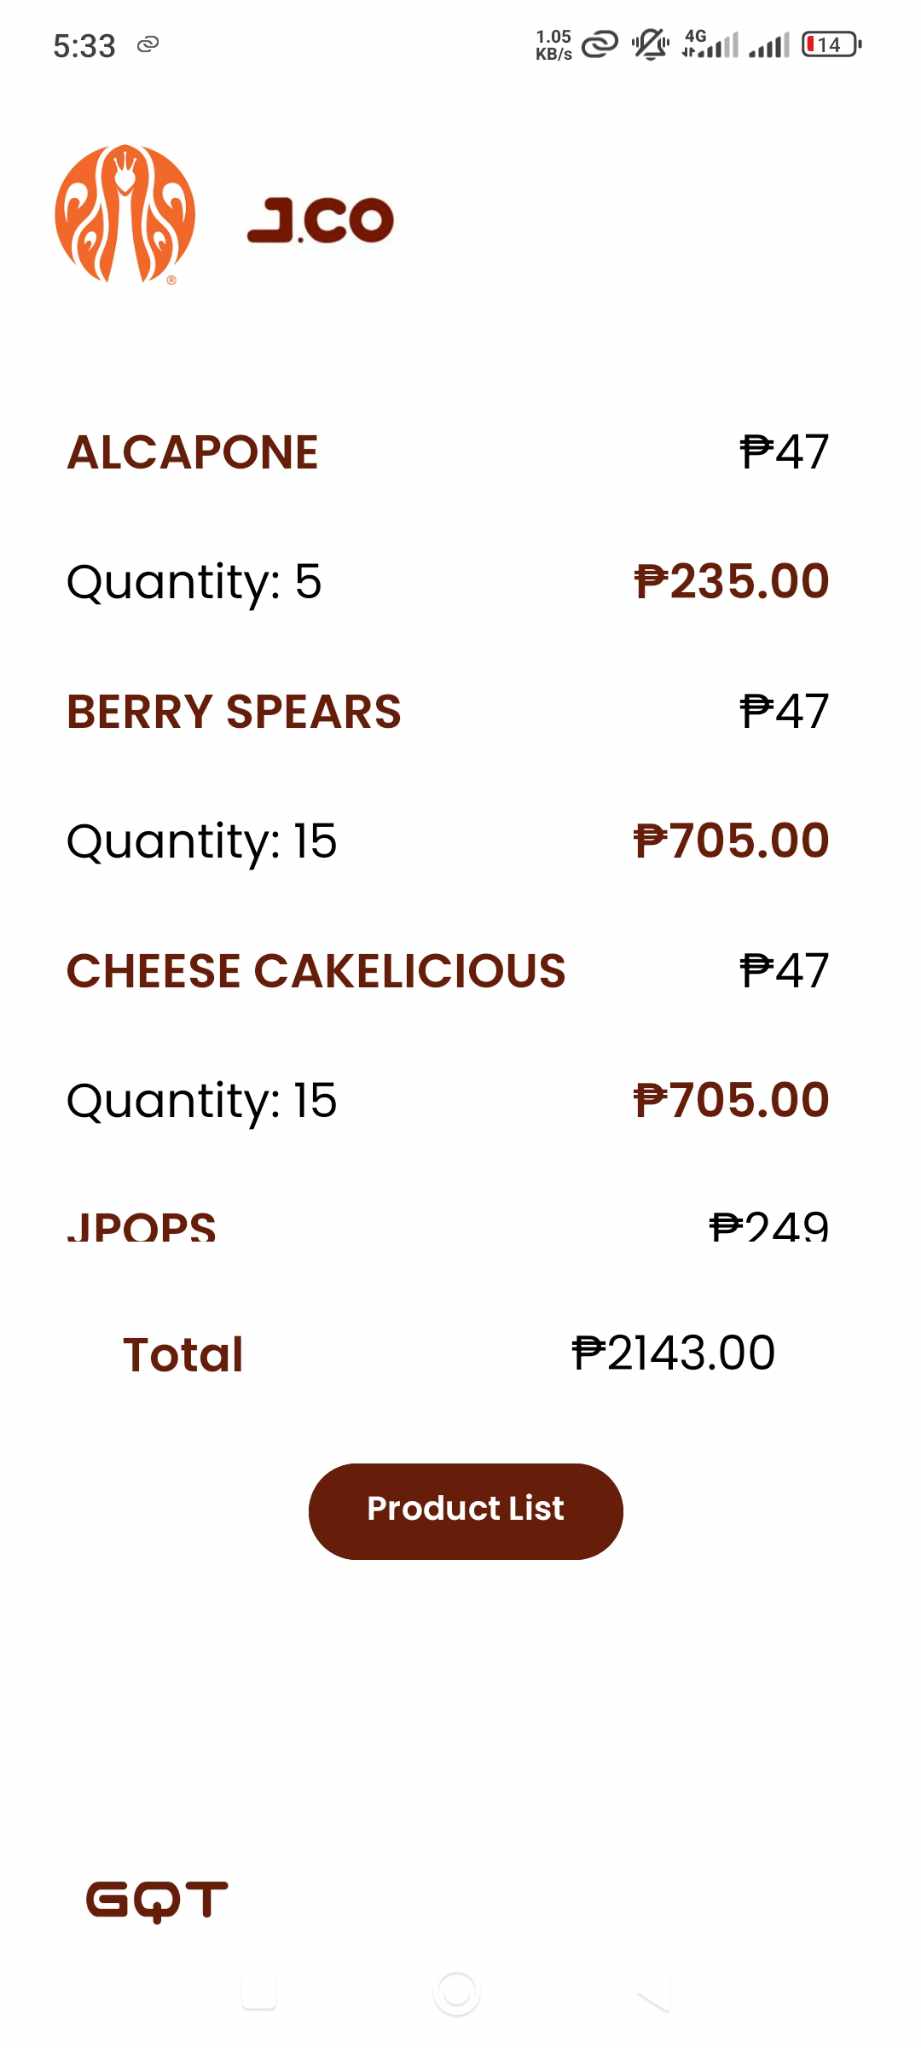 5:33
1.05
KB/s
4G
14
®
J.CO
ALCAPONE ₱47
Quantity: 5 ₱235.00
BERRY SPEARS ₱47
Quantity: 15 ₱705.00
CHEESE CAKELICIOUS ₱47
Quantity: 15 ₱705.00
JPOPS ₱249
Total ₱2143.00
Product List
GQT